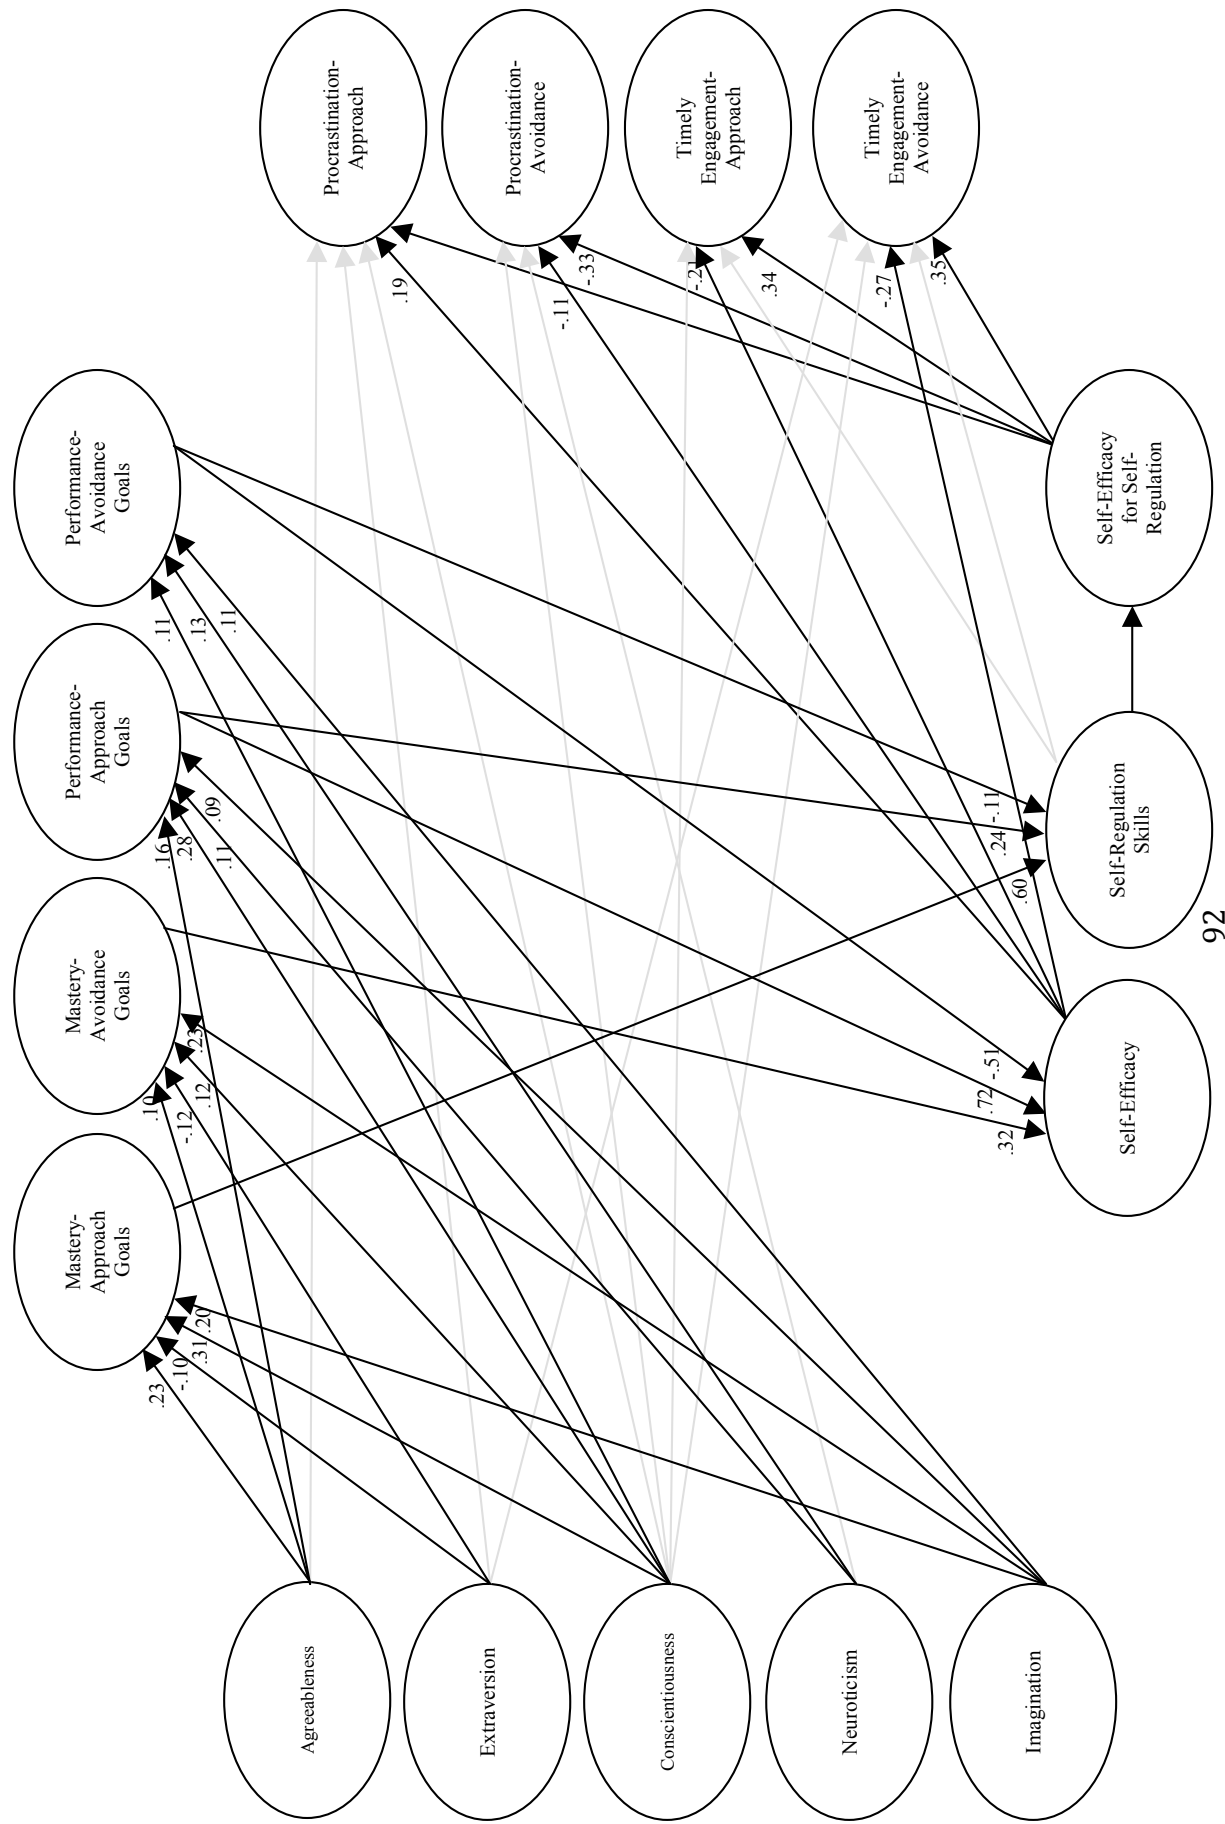 Mastery-
Approach
Goals
Mastery-
Avoidance
Goals
Performance-
Approach
Goals
Performance-
Avoidance
Goals
.23
-.10
.31
.20
.10
-.12
.12
.23
.16
.28
.11
.09
.11
.13
.11
Agreeableness
Extraversion
Conscientiousness
Neuroticism
Imagination
Procrastination-
Approach
Procrastination-
Avoidance
Timely
Engagement-
Approach
Timely
Engagement-
Avoidance
.19
-.11
-.33
-.21
.34
-.27
.35
.32
.72
-.51
.60
.24
-.11
Self-Efficacy
Self-Regulation
Skills
Self-Efficacy
for Self-
Regulation
92